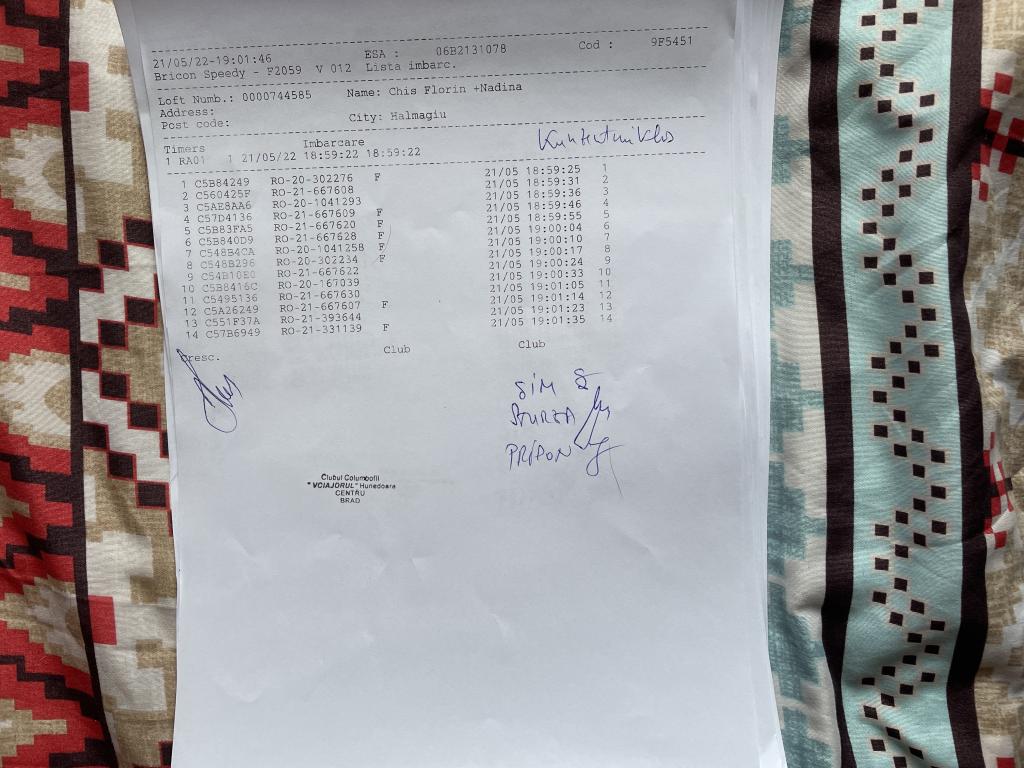 21/05/22-19:01:46 ESA : 06B2131078 Cod : 9F5451
Bricon Speedy - F2059 V 012 Lista imbarc.
Loft Numb.: 0000744585 Name: Chis Florin +Nadina
Address:
Post code: City: Halmagiu
Timers Imbarcare
1 RA01 1 21/05/22 18:59:22 18:59:22
1 C5B84249 RO-20-302276 F 21/05 18:59:25 1
2 C560425F RO-21-667608 21/05 18:59:31 2
3 C5AE8AA6 RO-20-1041293 21/05 18:59:36 3
4 C57D4136 RO-21-667609 F 21/05 18:59:46 4
5 C5B83FA5 RO-21-667620 F 21/05 18:59:55 5
6 C5B840D9 RO-21-667628 F 21/05 19:00:04 6
7 C548B4CA RO-20-1041258 F 21/05 19:00:10 7
8 C548B296 RO-20-302234 F 21/05 19:00:17 8
9 C54B10E0 RO-21-667622 21/05 19:00:24 9
10 C5B8416C RO-20-167039 21/05 19:00:33 10
11 C5495136 RO-21-667630 21/05 19:01:05 11
12 C5A26249 RO-21-667607 F 21/05 19:01:14 12
13 C551F37A RO-21-393644 21/05 19:01:23 13
14 C57B6949 RO-21-331139 F 21/05 19:01:35 14
Cresc. Club Club
SIM
STURZA
PRIPON
Clubul Columbofil
"VOIAJORUL" Hunedoara
CENTRU
BRAD